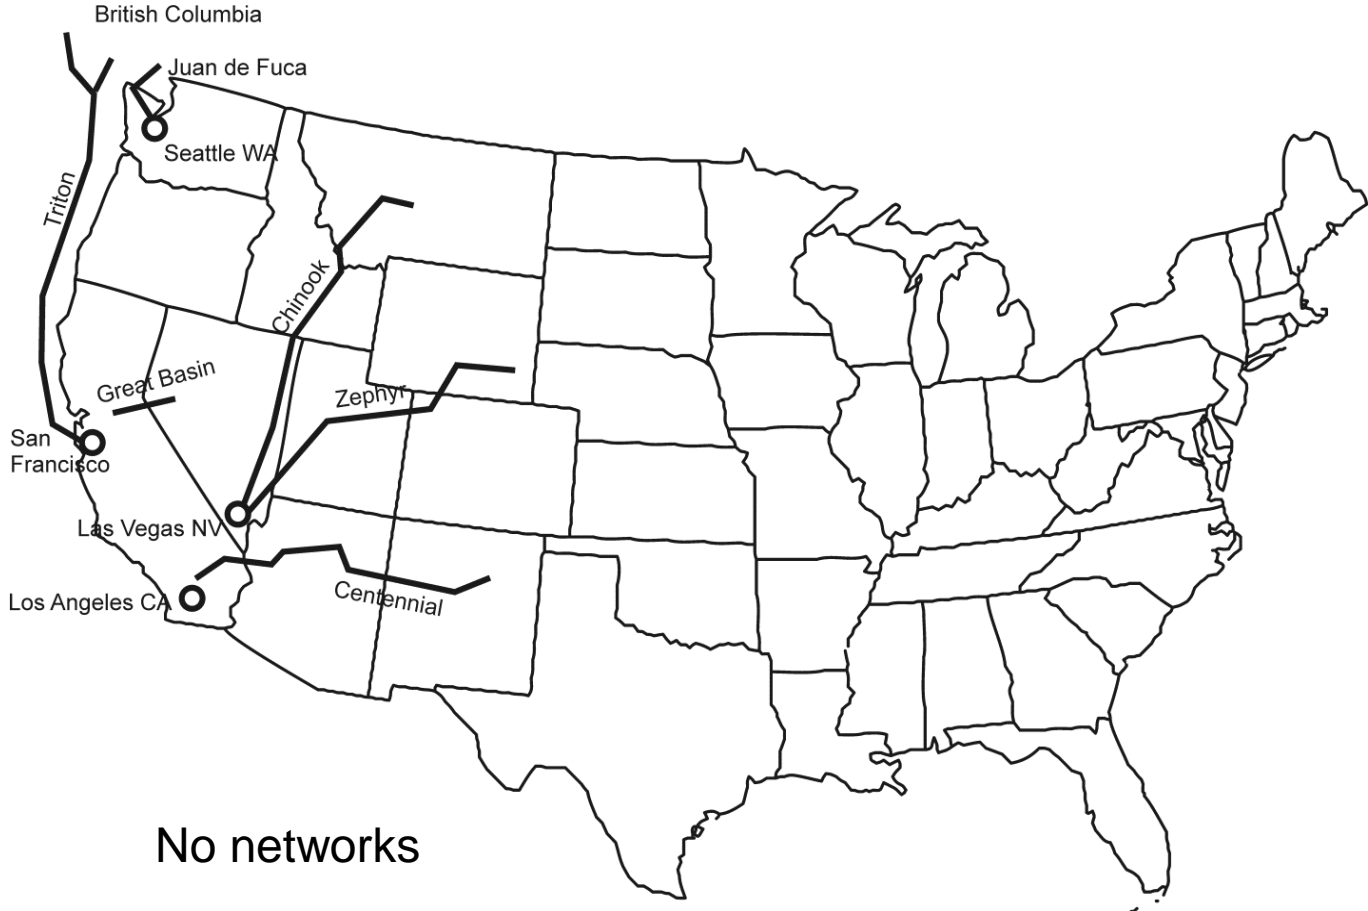 British Columbia
Juan de Fuca
Seattle WA
Triton
Chinook
Great Basin
Zephyr
San
Francisco
Las Vegas NV
Centennial
Los Angeles CA
No networks